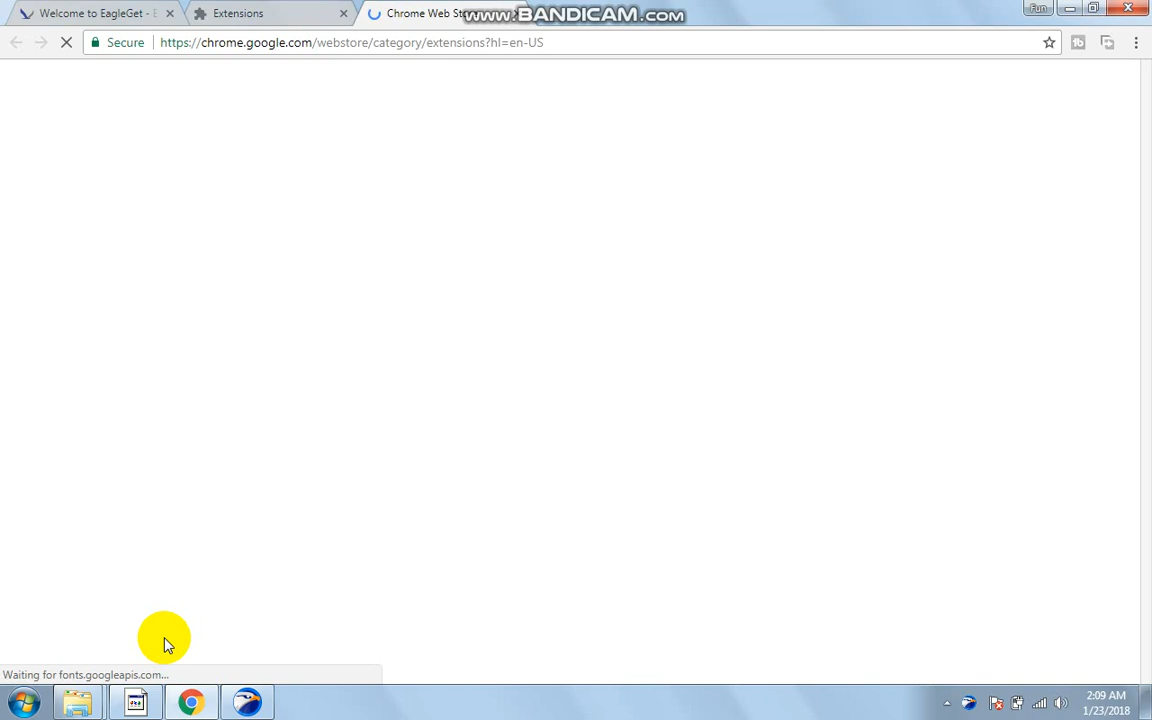 Welcome to EagleGet - E
Extensions
Chrome Web Sto
www.BANDICAM.com
Fun
Secure
https://chrome.google.com/webstore/category/extensions?hl=en-US
Waiting for fonts.googleapis.com...
2:09 AM
1/23/2018